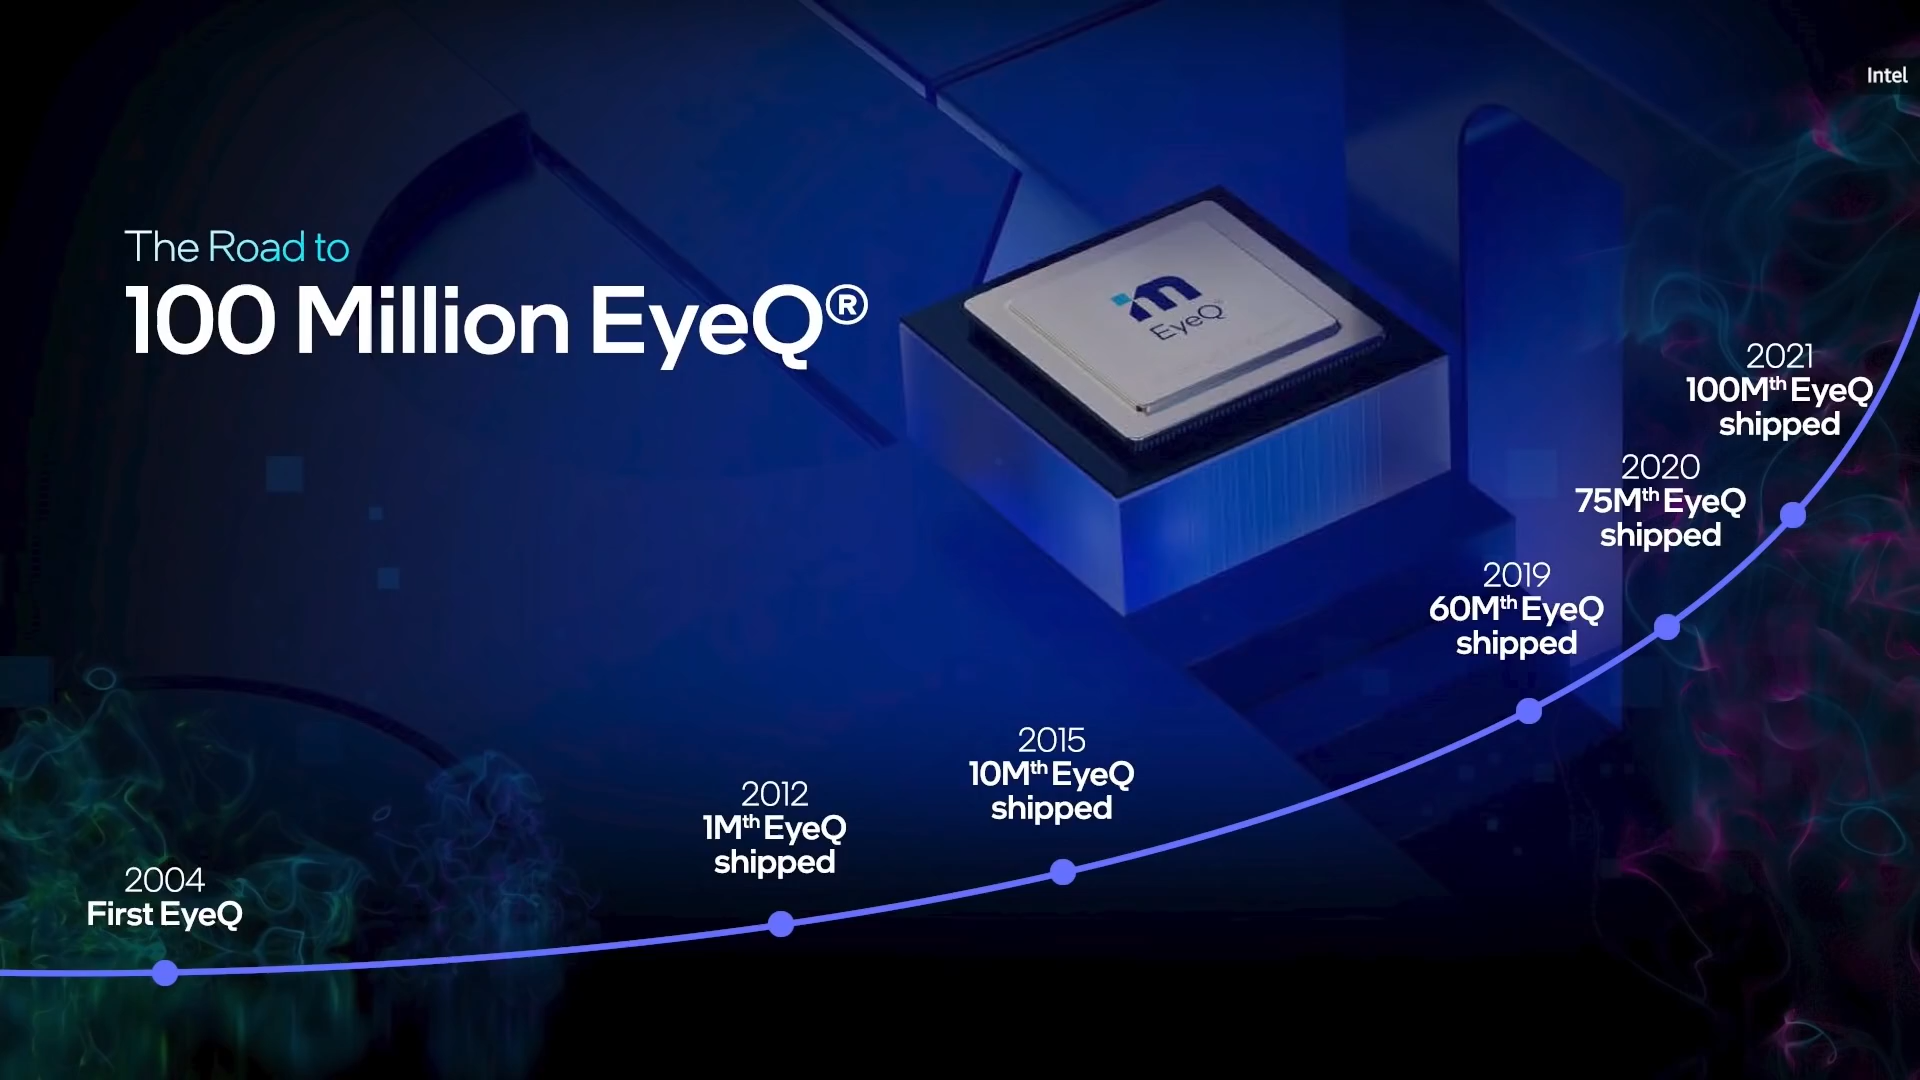 Intel
The Road to
100 Million EyeQ®
EyeQ
2021
100Mth EyeQ
shipped
2020
75Mth EyeQ
shipped
2019
60Mth EyeQ
shipped
2015
10Mth EyeQ
shipped
2012
1Mth EyeQ
shipped
2004
First EyeQ